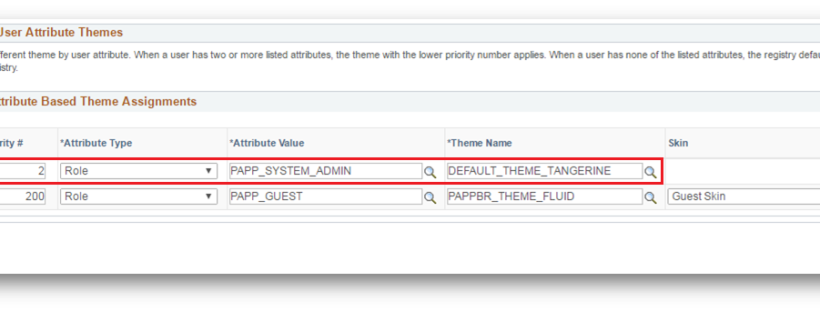 User Attribute Themes
fferent theme by user attribute. When a user has two or more listed attributes, the theme with the lower priority number applies. When a user has none of the listed attributes, the registry defau
istry.
ttribute Based Theme Assignments
rity # *Attribute Type *Attribute Value *Theme Name Skin
2 Role PAPP_SYSTEM_ADMIN DEFAULT_THEME_TANGERINE
200 Role PAPP_GUEST PAPPBR_THEME_FLUID Guest Skin